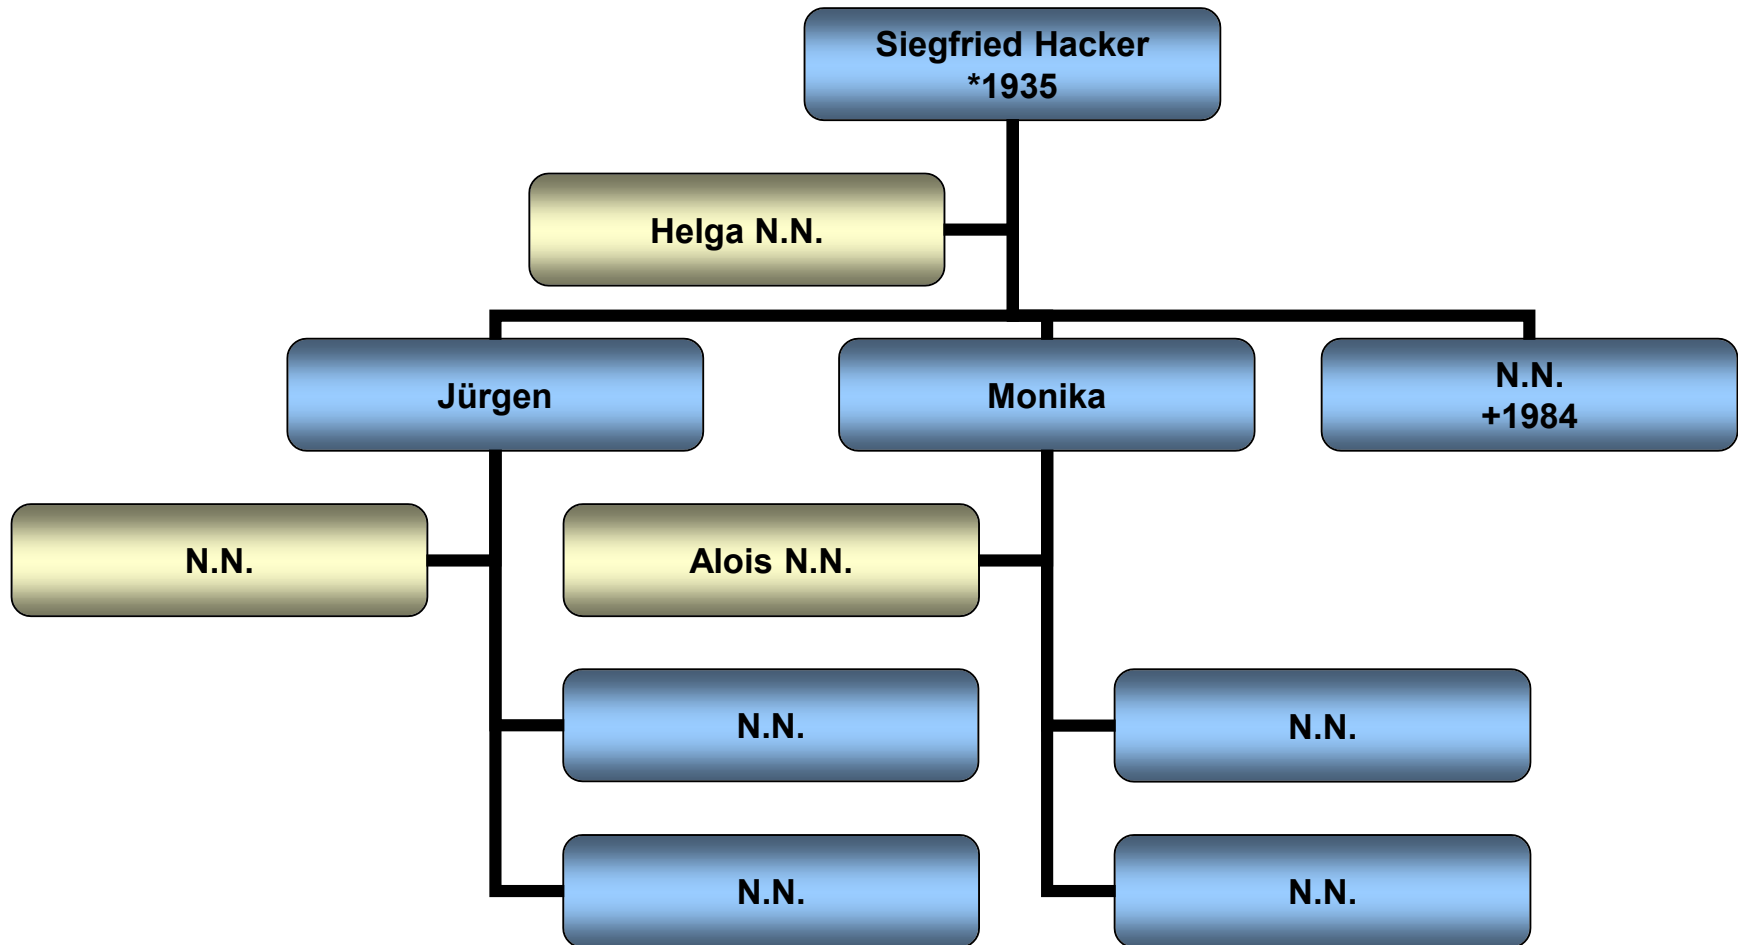 Siegfried Hacker
*1935
Helga N.N.
Jürgen
Monika
N.N.
+1984
N.N.
Alois N.N.
N.N.
N.N.
N.N.
N.N.